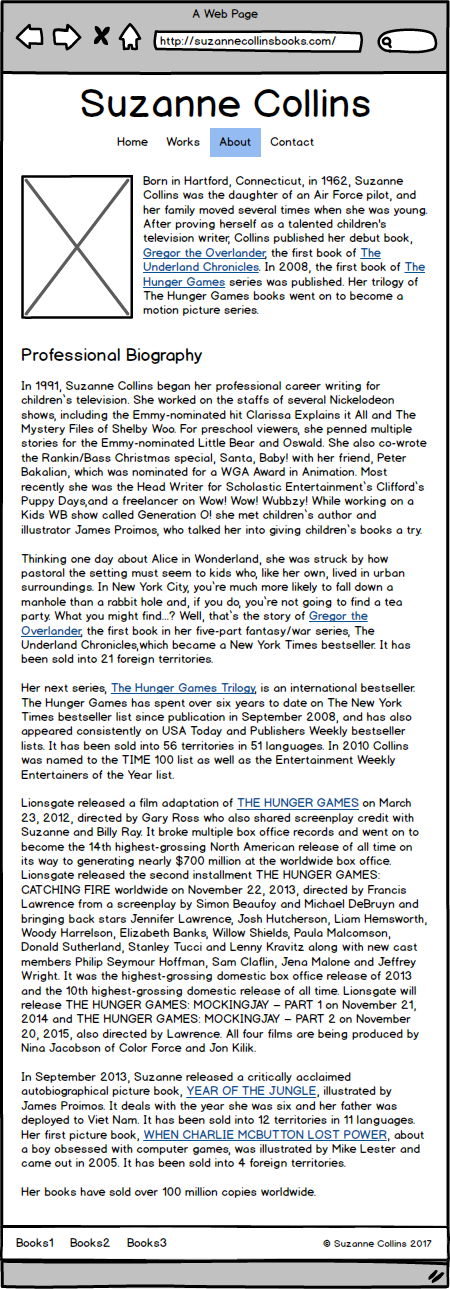 A Web Page
http://suzannecollinsbooks.com/
Suzanne Collins
Home Works About Contact
Born in Hartford, Connecticut, in 1962, Suzanne
Collins was the daughter of an Air Force pilot, and
her family moved several times when she was young.
After proving herself as a talented children's
television writer, Collins published her debut book,
Gregor the Overlander, the first book of The
Underland Chronicles. In 2008, the first book of The
Hunger Games series was published. Her trilogy of
The Hunger Games books went on to become a
motion picture series.
Professional Biography
In 1991, Suzanne Collins began her professional career writing for
children`s television. She worked on the staffs of several Nickelodeon
shows, including the Emmy-nominated hit Clarissa Explains it All and The
Mystery Files of Shelby Woo. For preschool viewers, she penned multiple
stories for the Emmy-nominated Little Bear and Oswald. She also co-wrote
the Rankin/Bass Christmas special, Santa, Baby! with her friend, Peter
Bakalian, which was nominated for a WGA Award in Animation. Most
recently she was the Head Writer for Scholastic Entertainment`s Clifford`s
Puppy Days,and a freelancer on Wow! Wow! Wubbzy! While working on a
Kids WB show called Generation O! she met children`s author and
illustrator James Proimos, who talked her into giving children`s books a try.
Thinking one day about Alice in Wonderland, she was struck by how
pastoral the setting must seem to kids who, like her own, lived in urban
surroundings. In New York City, you`re much more likely to fall down a
manhole than a rabbit hole and, if you do, you`re not going to find a tea
party. What you might find...? Well, that`s the story of Gregor the
Overlander, the first book in her five-part fantasy/war series, The
Underland Chronicles,which became a New York Times bestseller. It has
been sold into 21 foreign territories.
Her next series, The Hunger Games Trilogy, is an international bestseller.
The Hunger Games has spent over six years to date on The New York
Times bestseller list since publication in September 2008, and has also
appeared consistently on USA Today and Publishers Weekly bestseller
lists. It has been sold into 56 territories in 51 languages. In 2010 Collins
was named to the TIME 100 list as well as the Entertainment Weekly
Entertainers of the Year list.
Lionsgate released a film adaptation of THE HUNGER GAMES on March
23, 2012, directed by Gary Ross who also shared screenplay credit with
Suzanne and Billy Ray. It broke multiple box office records and went on to
become the 14th highest-grossing North American release of all time on
its way to generating nearly $700 million at the worldwide box office.
Lionsgate released the second installment THE HUNGER GAMES:
CATCHING FIRE worldwide on November 22, 2013, directed by Francis
Lawrence from a screenplay by Simon Beaufoy and Michael DeBruyn and
bringing back stars Jennifer Lawrence, Josh Hutcherson, Liam Hemsworth,
Woody Harrelson, Elizabeth Banks, Willow Shields, Paula Malcomson,
Donald Sutherland, Stanley Tucci and Lenny Kravitz along with new cast
members Philip Seymour Hoffman, Sam Claflin, Jena Malone and Jeffrey
Wright. It was the highest-grossing domestic box office release of 2013
and the 10th highest-grossing domestic release of all time. Lionsgate will
release THE HUNGER GAMES: MOCKINGJAY – PART 1 on November 21,
2014 and THE HUNGER GAMES: MOCKINGJAY – PART 2 on November
20, 2015, also directed by Lawrence. All four films are being produced by
Nina Jacobson of Color Force and Jon Kilik.
In September 2013, Suzanne released a critically acclaimed
autobiographical picture book, YEAR OF THE JUNGLE, illustrated by
James Proimos. It deals with the year she was six and her father was
deployed to Viet Nam. It has been sold into 12 territories in 11 languages.
Her first picture book, WHEN CHARLIE MCBUTTON LOST POWER, about
a boy obsessed with computer games, was illustrated by Mike Lester and
came out in 2005. It has been sold into 4 foreign territories.
Her books have sold over 100 million copies worldwide.
Books1 Books2 Books3 © Suzanne Collins 2017